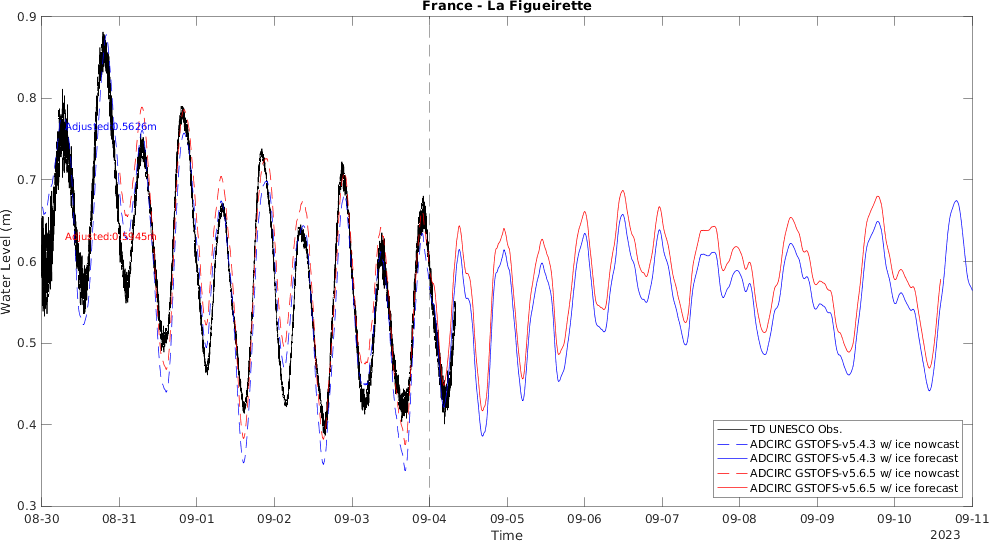 France - La Figueirette
Water Level (m)
0.9
0.8
0.7
0.6
0.5
0.4
0.3
Adjusted:0.5626m
Adjusted:0.5945m
TD UNESCO Obs.
ADCIRC GSTOFS-v5.4.3 w/ ice nowcast
ADCIRC GSTOFS-v5.4.3 w/ ice forecast
ADCIRC GSTOFS-v5.6.5 w/ ice nowcast
ADCIRC GSTOFS-v5.6.5 w/ ice forecast
08-30 08-31 09-01 09-02 09-03 09-04 09-05 09-06 09-07 09-08 09-09 09-10 09-11
Time
2023